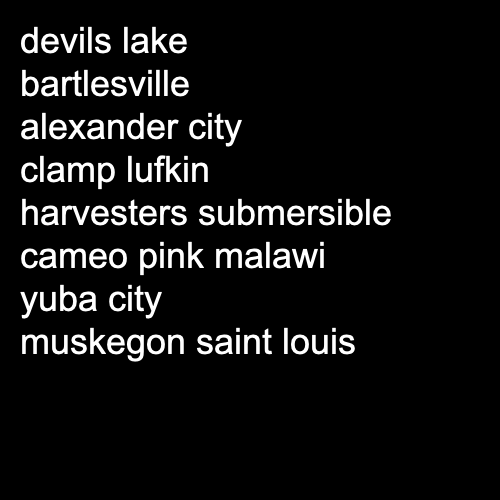 devils lake
bartlesville
alexander city
clamp lufkin
harvesters submersible
cameo pink malawi
yuba city
muskegon saint louis